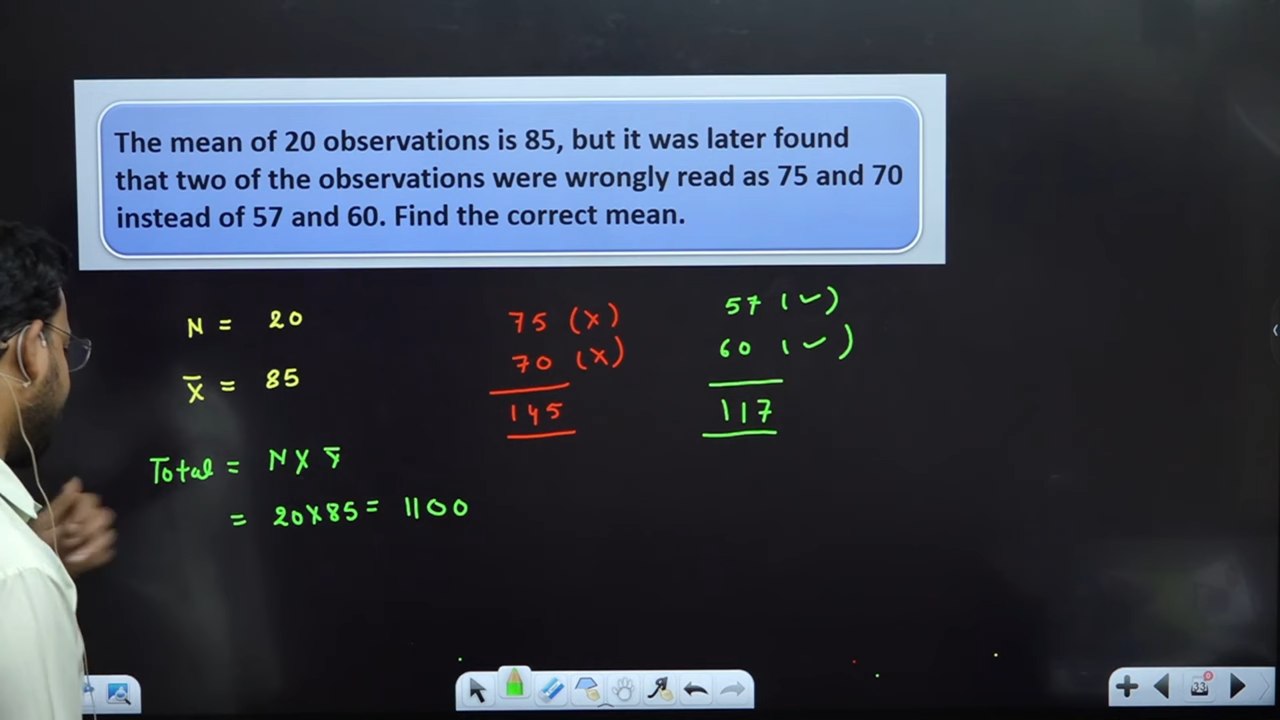 The mean of 20 observations is 85, but it was later found
that two of the observations were wrongly read as 75 and 70
instead of 57 and 60. Find the correct mean.
N = 20
X̄ = 85
75 (x)
70 (x)
145
57 (✓)
60 (✓)
117
Total = N X x̄
= 20X85 = 1100
33